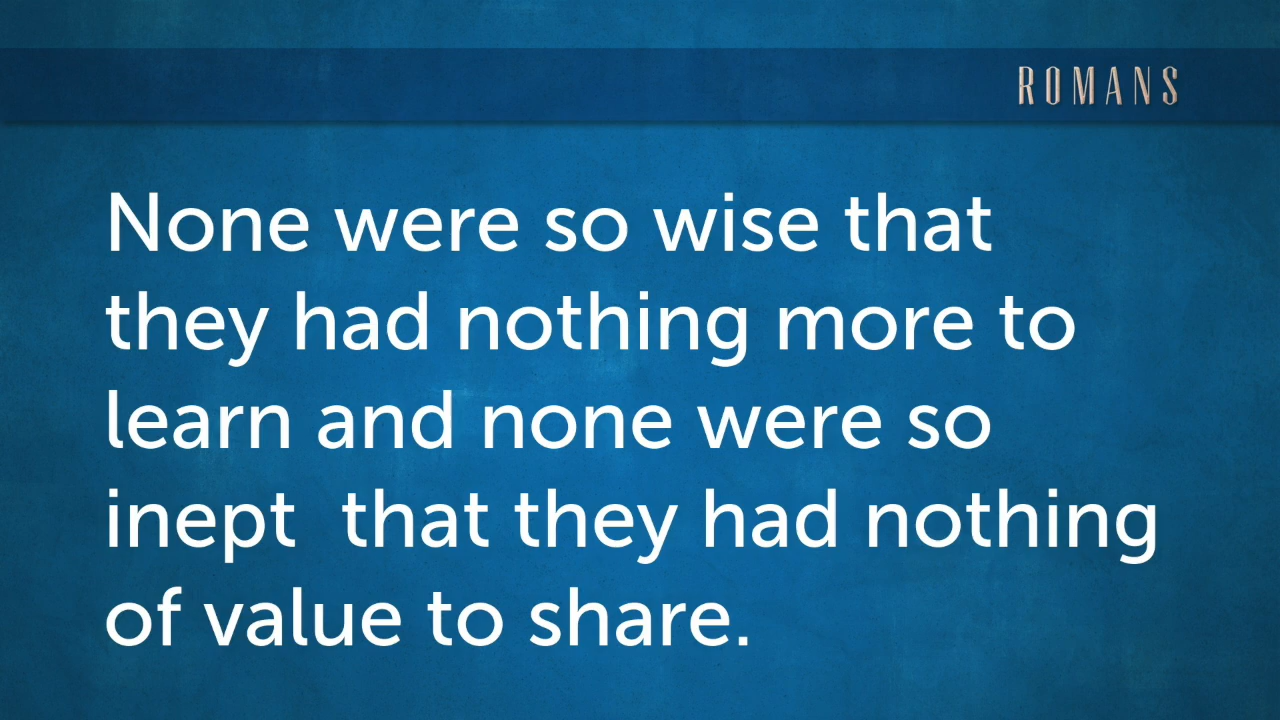 ROMANS
None were so wise that
they had nothing more to
learn and none were so
inept  that they had nothing
of value to share.